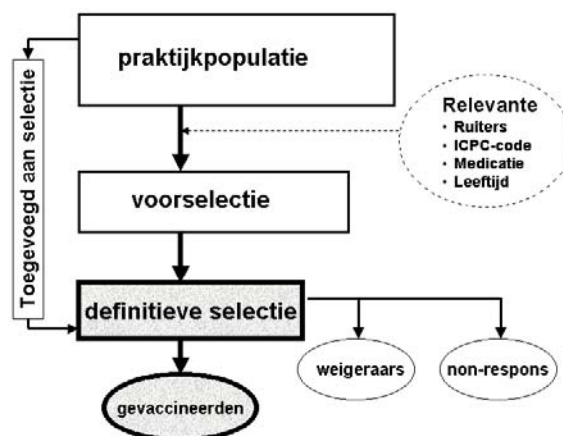 praktijkpopulatie
Toegevoegd aan selectie
Relevante
• Ruiters
• ICPC-code
• Medicatie
• Leeftijd
voorselectie
definitieve selectie
weigeraars
non-respons
gevaccineerden